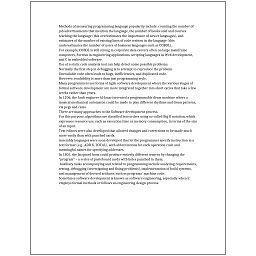 Methods of measuring programming language popularity include: counting the number of
job advertisements that mention the language, the number of books sold and courses
teaching the language (this overestimates the importance of newer languages), and
estimates of the number of existing lines of code written in the language (this
underestimates the number of users of business languages such as COBOL).
For example, COBOL is still strong in corporate data centers often on large mainframe
computers, Fortran in engineering applications, scripting languages in Web development,
and C in embedded software.
Use of a static code analysis tool can help detect some possible problems.
Normally the first step in debugging is to attempt to reproduce the problem.
Unreadable code often leads to bugs, inefficiencies, and duplicated code.
However, readability is more than just programming style.
Many programmers use forms of Agile software development where the various stages of
formal software development are more integrated together into short cycles that take a few
weeks rather than years.
In 1206, the Arab engineer Al-Jazari invented a programmable drum machine where a
musical mechanical automaton could be made to play different rhythms and drum patterns,
via pegs and cams.
There are many approaches to the Software development process.
For this purpose, algorithms are classified into orders using so-called Big O notation, which
expresses resource use, such as execution time or memory consumption, in terms of the size
of an input.
Text editors were also developed that allowed changes and corrections to be made much
more easily than with punched cards.
Assembly languages were soon developed that let the programmer specify instruction in a
text format (e.g., ADD X, TOTAL), with abbreviations for each operation code and
meaningful names for specifying addresses.
In 1801, the Jacquard loom could produce entirely different weaves by changing the
"program" – a series of pasteboard cards with holes punched in them.
Auxiliary tasks accompanying and related to programming include analyzing requirements,
testing, debugging (investigating and fixing problems), implementation of build systems,
and management of derived artifacts, such as programs' machine code.
Sometimes software development is known as software engineering, especially when it
employs formal methods or follows an engineering design process.